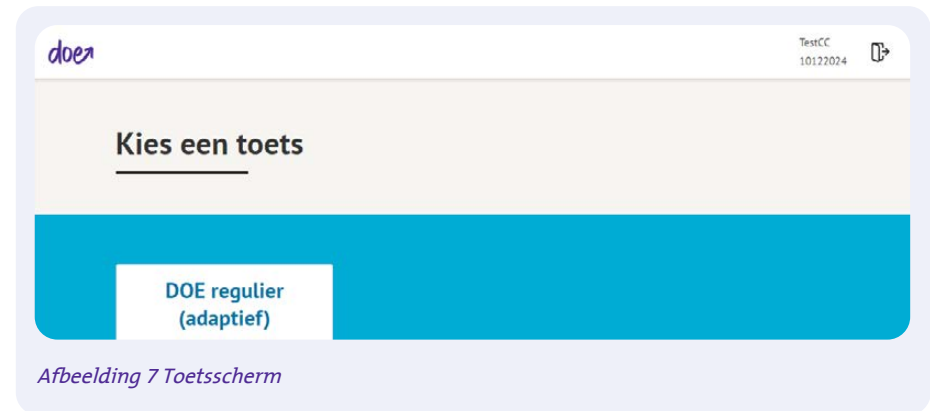 doe
TestCC
10122024
Kies een toets
DOE regulier
(adaptief)
Afbeelding 7 Toetsscherm